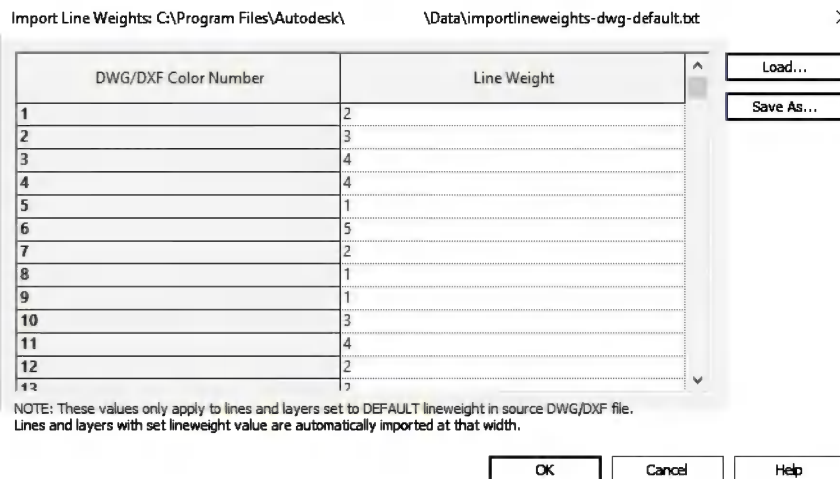 Import Line Weights: C:\Program Files\Autodesk\ \Data\importlineweights-dwg-default.txt
DWG/DXF Color Number Line Weight
Load...
Save As...
1 2
2 3
3 4
4 4
5 1
6 5
7 2
8 1
9 1
10 3
11 4
12 2
13 2
NOTE: These values only apply to lines and layers set to DEFAULT lineweight in source DWG/DXF file.
Lines and layers with set lineweight value are automatically imported at that width.
OK Cancel Help